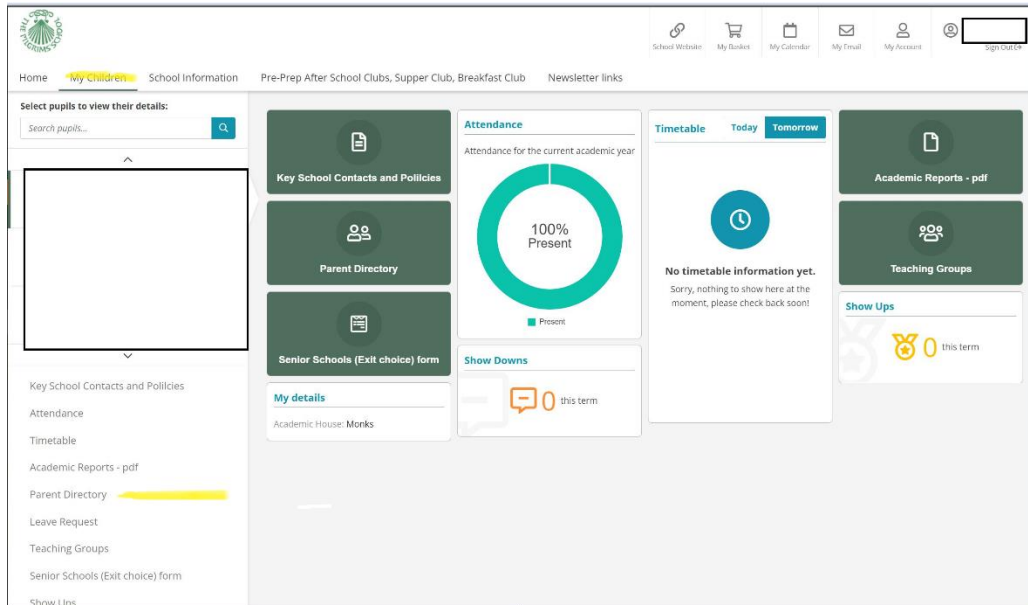 THE PILGRIMS' SCHOOL
School Website
My Basket
My Calendar
My Email
My Account
Sign Out
Home
My Children
School Information
Pre-Prep After School Clubs, Supper Club, Breakfast Club
Newsletter links
Select pupils to view their details:
Search pupils...
Key School Contacts and Polilcies
Attendance
Timetable
Academic Reports - pdf
Parent Directory
Leave Request
Teaching Groups
Senior Schools (Exit choice) form
Show Ups
Key School Contacts and Polilcies
Parent Directory
Senior Schools (Exit choice) form
My details
Academic House: Monks
Attendance
Attendance for the current academic year
100%
Present
Present
Show Downs
0 this term
Timetable
Today
Tomorrow
No timetable information yet.
Sorry, nothing to show here at the
moment, please check back soon!
Academic Reports - pdf
Teaching Groups
Show Ups
0 this term